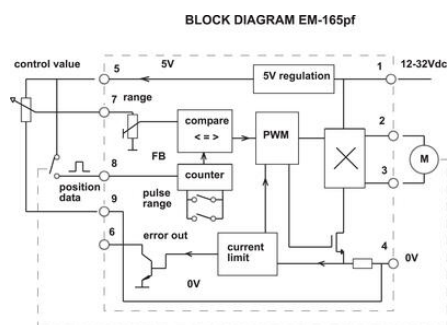 BLOCK DIAGRAM EM-165pf
control value
5
5V
5V regulation
1
12-32Vdc
7
range
compare
< = >
PWM
2
M
3
8
FB
counter
position
data
pulse
range
9
6
error out
current
limit
4
0V
0V